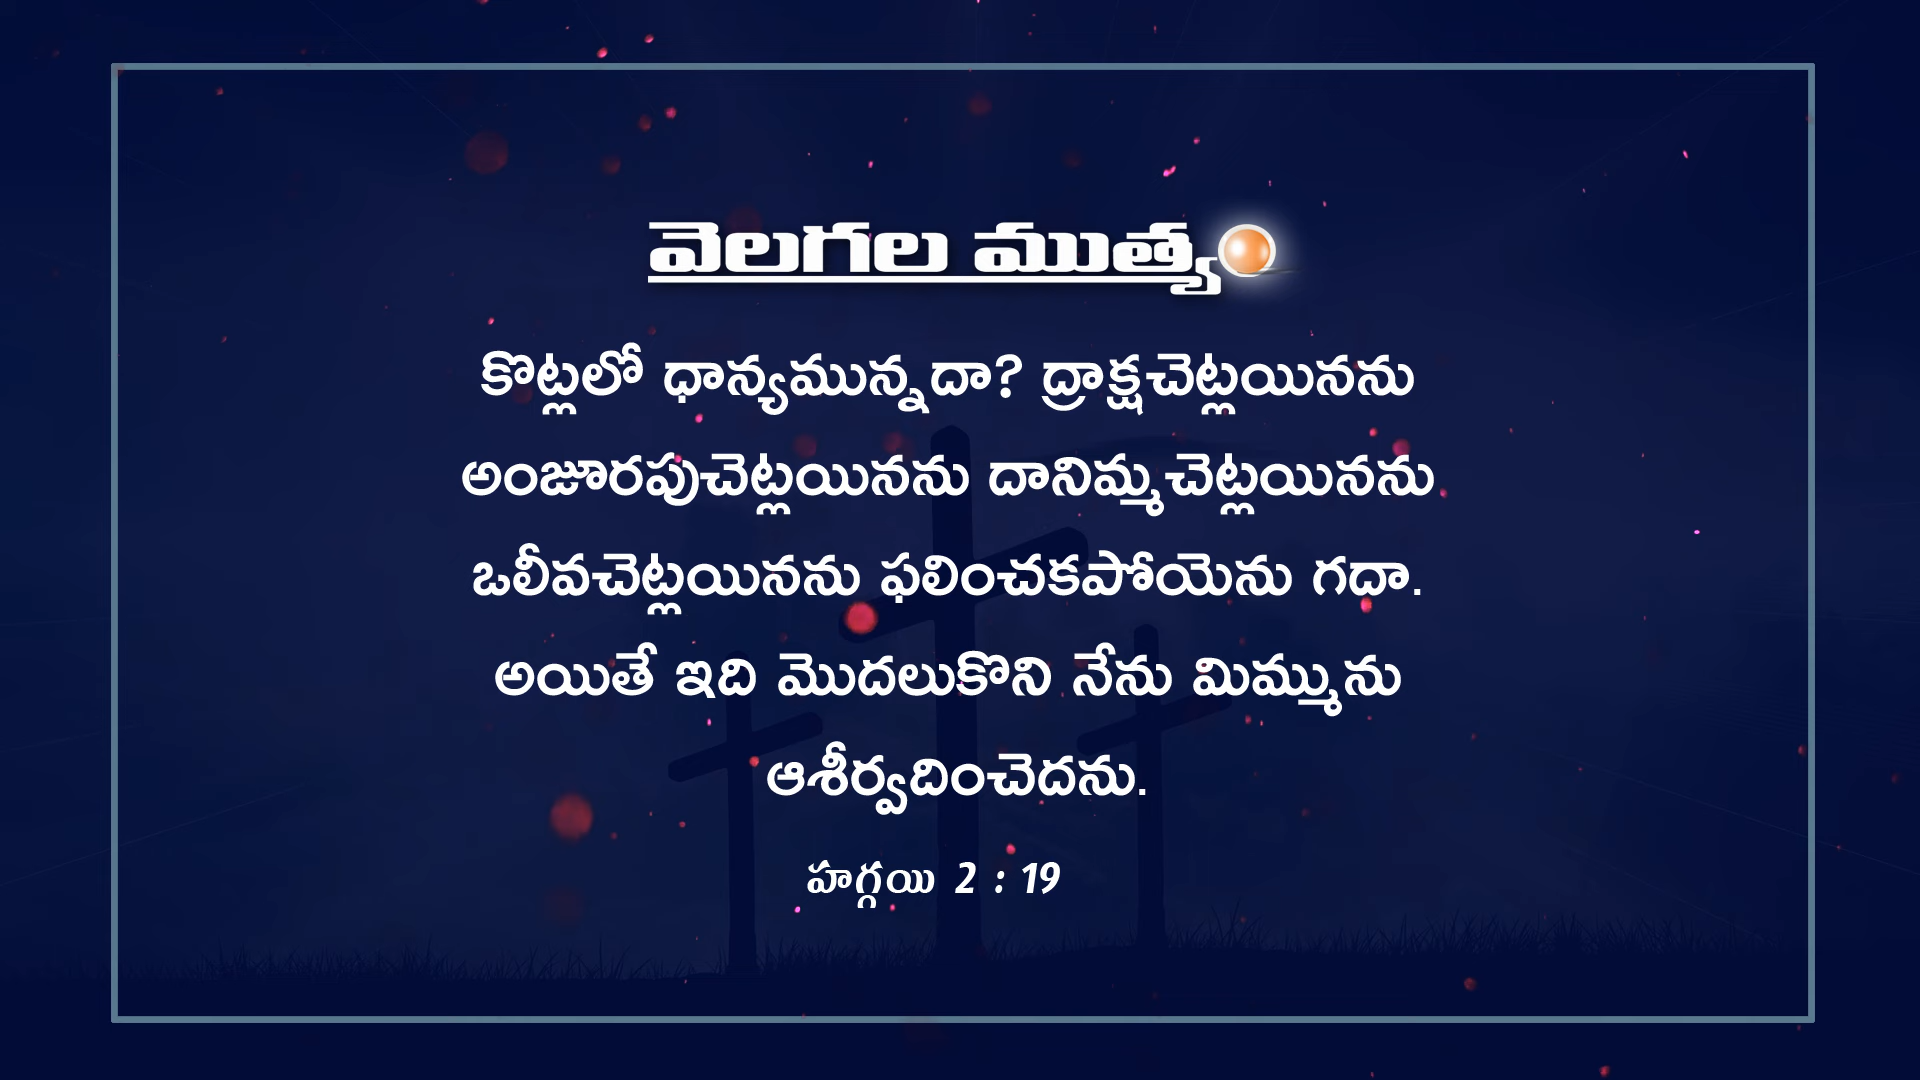 వెలగల ముత్యం
కొట్లలో ధాన్యమున్నదా? ద్రాక్షచెట్లయినను
అంజూరపుచెట్లయినను దానిమ్మచెట్లయినను
ఒలీవచెట్లయినను ఫలించకపోయెను గదా.
అయితే ఇది మొదలుకొని నేను మిమ్మును
ఆశీర్వదించెదను.
హగ్గయి 2 : 19